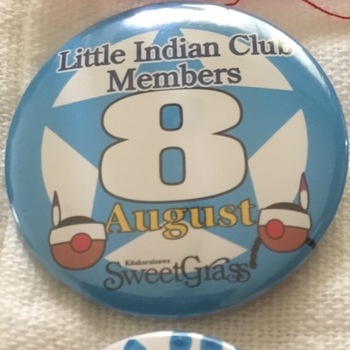 Little Indian Club
Members
8
August
Kitakaruizawa
SweetGrass